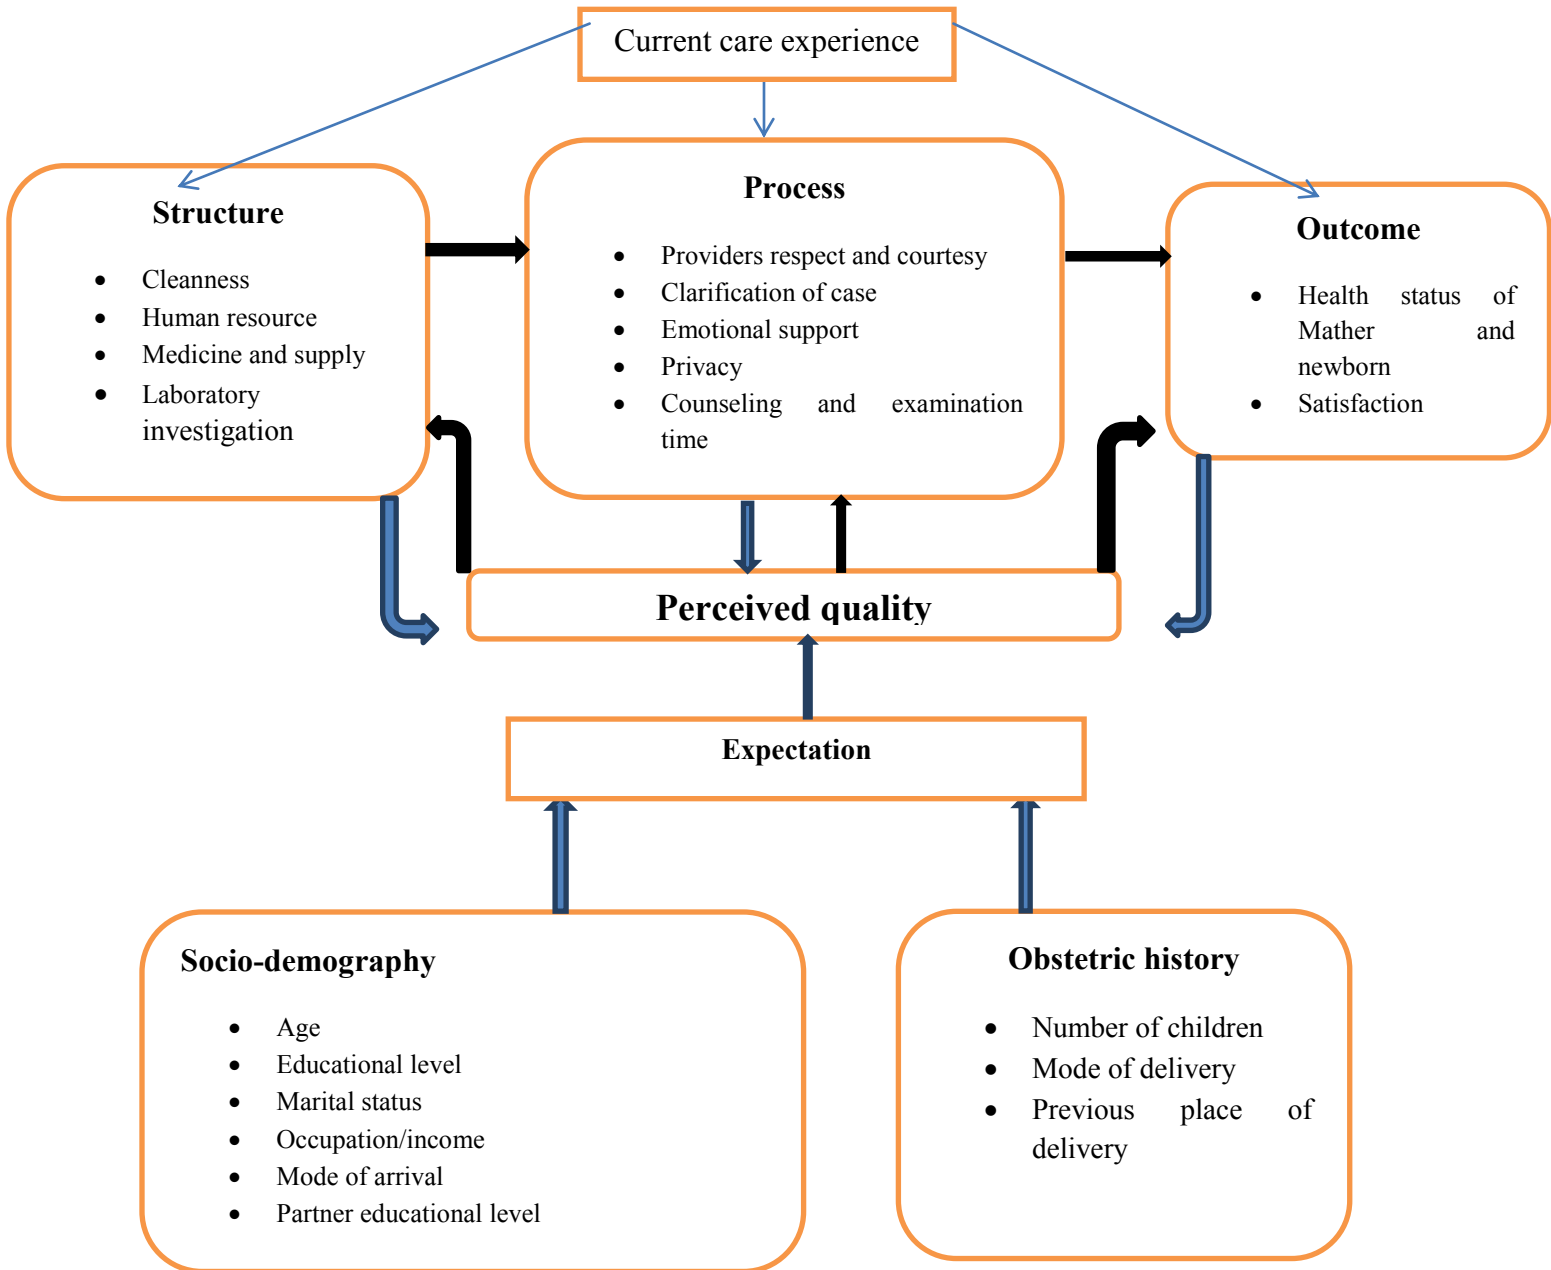 Current care experience
Structure
• Cleanness
• Human resource
• Medicine and supply
• Laboratory
investigation
Process
• Providers respect and courtesy
• Clarification of case
• Emotional support
• Privacy
• Counseling and examination
time
Outcome
• Health status of
Mather and
newborn
• Satisfaction
Perceived quality
Expectation
Socio-demography
• Age
• Educational level
• Marital status
• Occupation/income
• Mode of arrival
• Partner educational level
Obstetric history
• Number of children
• Mode of delivery
• Previous place of
delivery